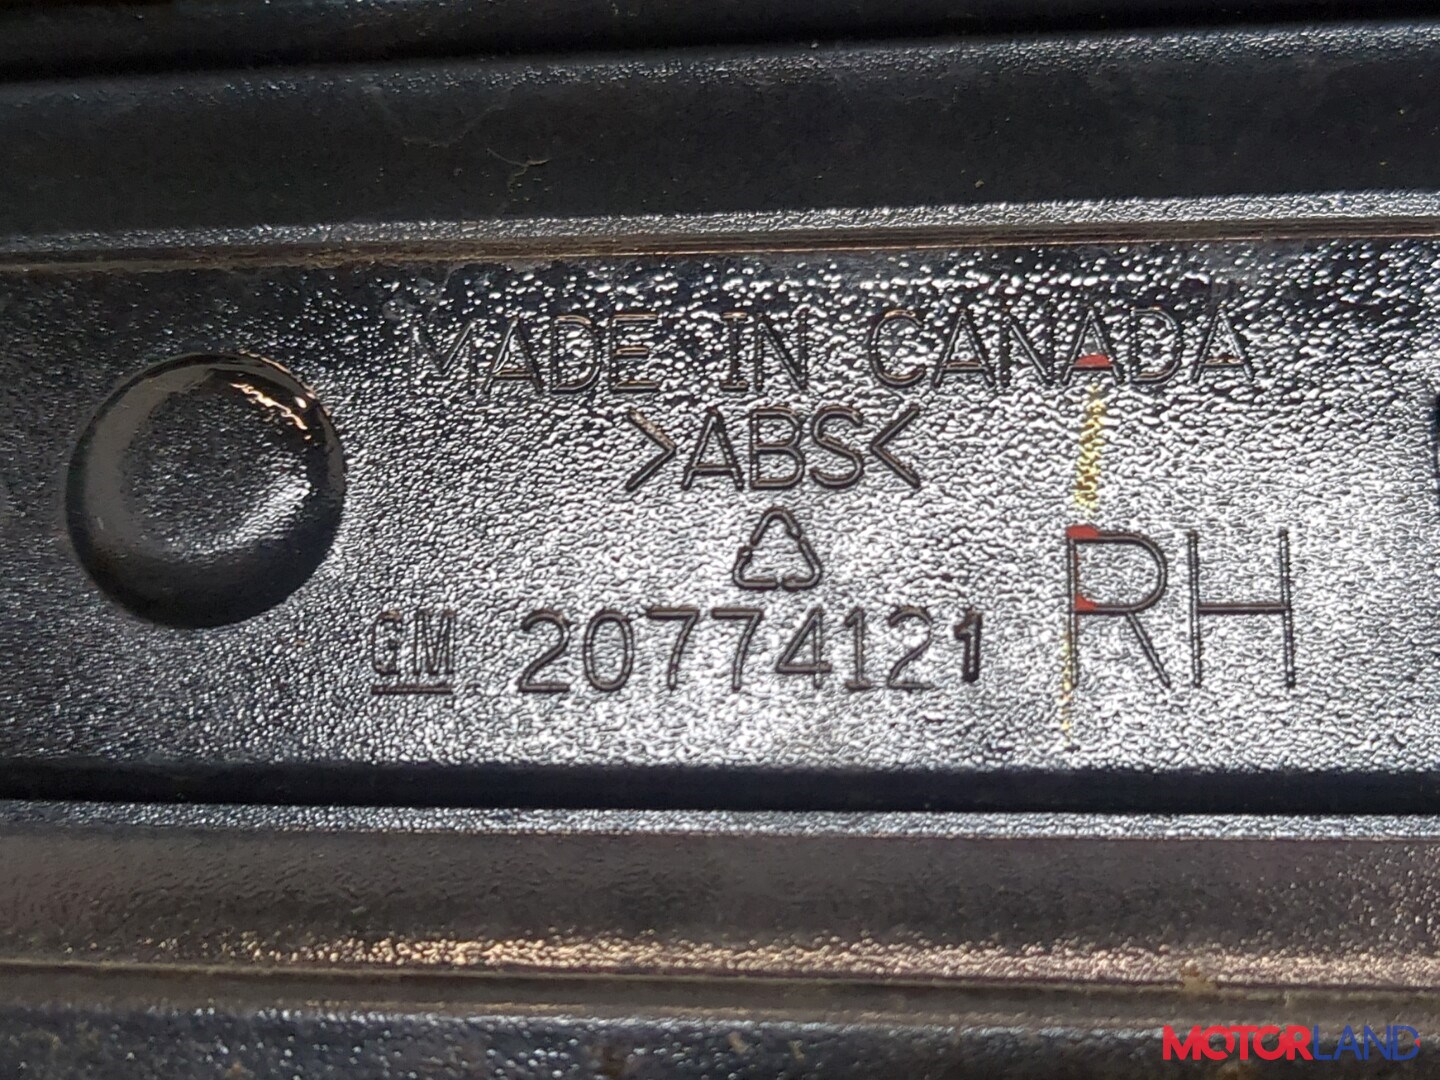 MADE IN CANADA
>ABS<
GM 20774121 RH
MOTORLAND